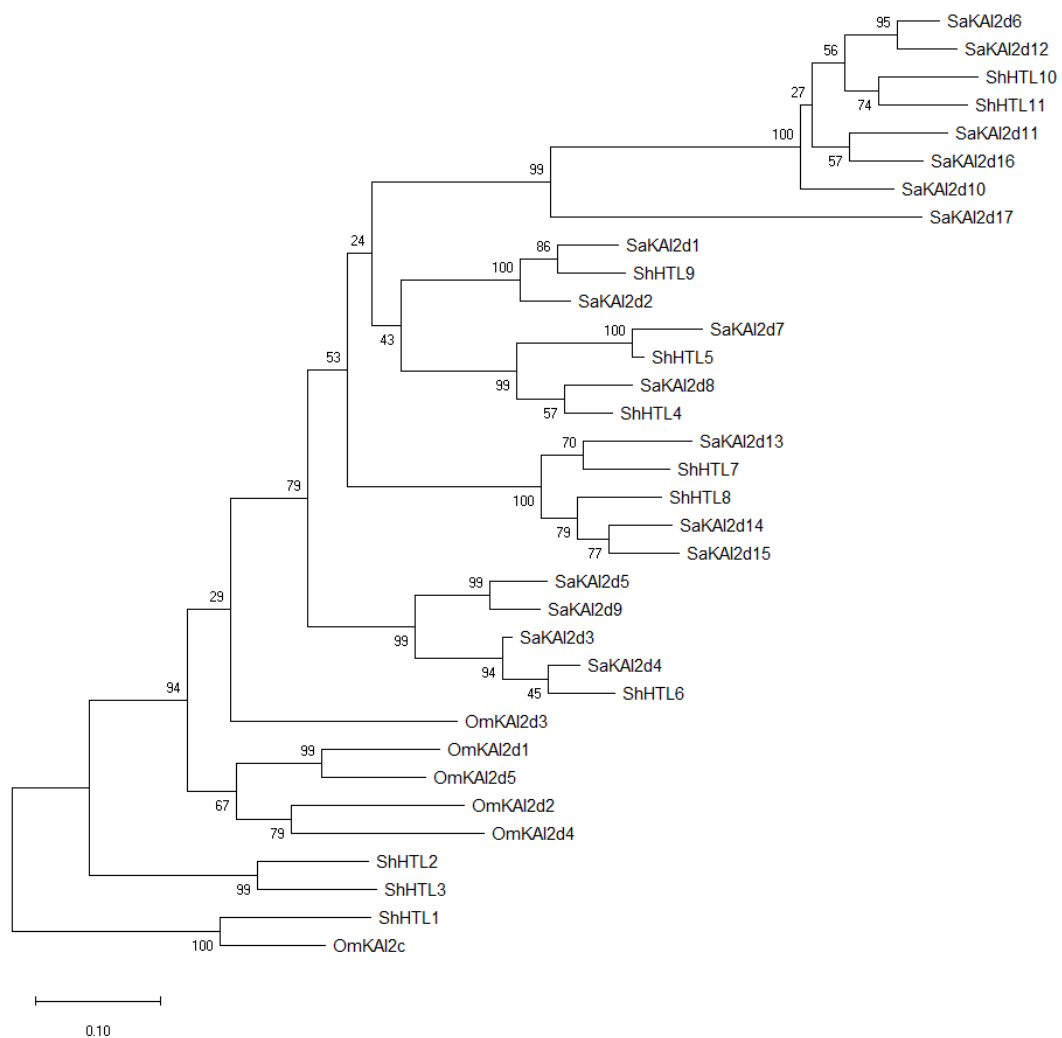 95
SaKAI2d6
SaKAI2d12
56
ShHTL10
27
74
ShHTL11
SaKAI2d11
100
57
SaKAI2d16
99
SaKAI2d10
SaKAI2d17
24
86
SaKAI2d1
100
ShHTL9
SaKAI2d2
43
100
SaKAI2d7
53
ShHTL5
99
SaKAI2d8
57
ShHTL4
70
SaKAI2d13
ShHTL7
79
100
ShHTL8
79
SaKAI2d14
77
SaKAI2d15
99
SaKAI2d5
29
SaKAI2d9
99
SaKAI2d3
94
SaKAI2d4
94
45
ShHTL6
OmKAI2d3
99
OmKAI2d1
OmKAI2d5
67
OmKAI2d2
79
OmKAI2d4
ShHTL2
99
ShHTL3
ShHTL1
100
OmKAI2c
0.10